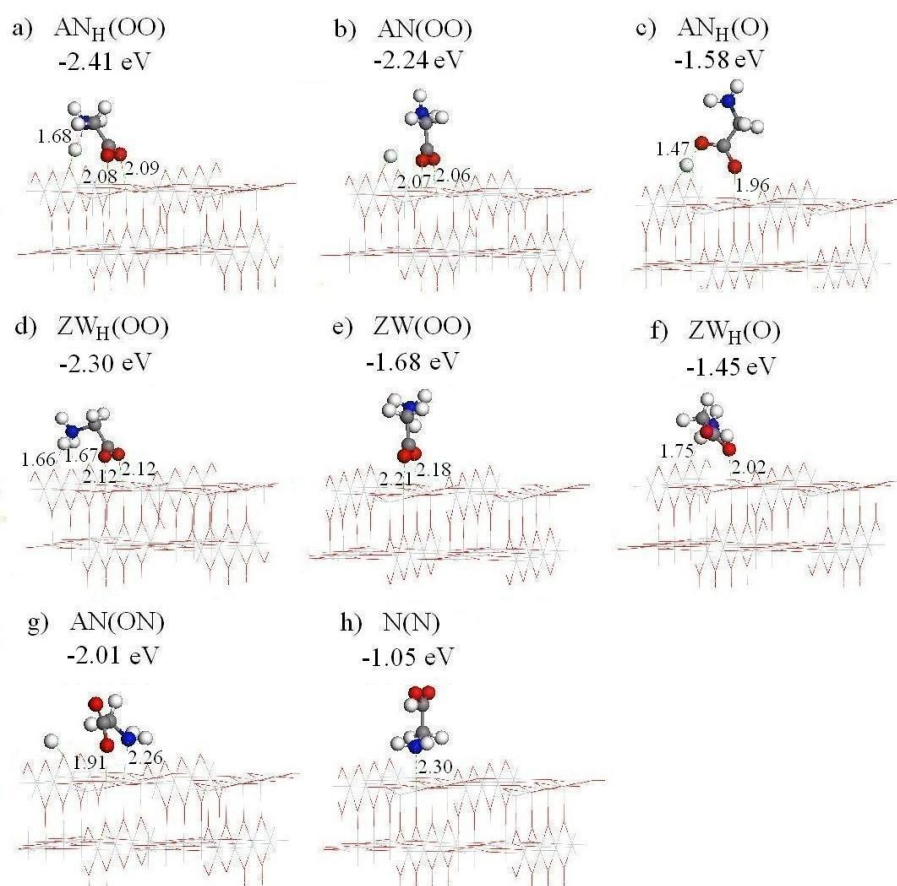 a) AN_H(OO)
-2.41 eV
1.68
2.08
2.09
b) AN(OO)
-2.24 eV
2.07
2.06
c) AN_H(O)
-1.58 eV
1.47
1.96
d) ZW_H(OO)
-2.30 eV
1.66
1.67
2.12
2.12
e) ZW(OO)
-1.68 eV
2.21
2.18
f) ZW_H(O)
-1.45 eV
1.75
2.02
g) AN(ON)
-2.01 eV
1.91
2.26
h) N(N)
-1.05 eV
2.30